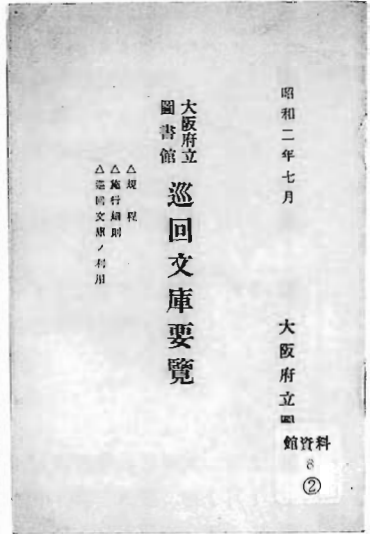 昭和二年七月
大阪府立圖
大阪府立
圖書館
巡回文庫要覽
△規程
△施行細則
△巡回文庫ノ利用
館資料
8
②